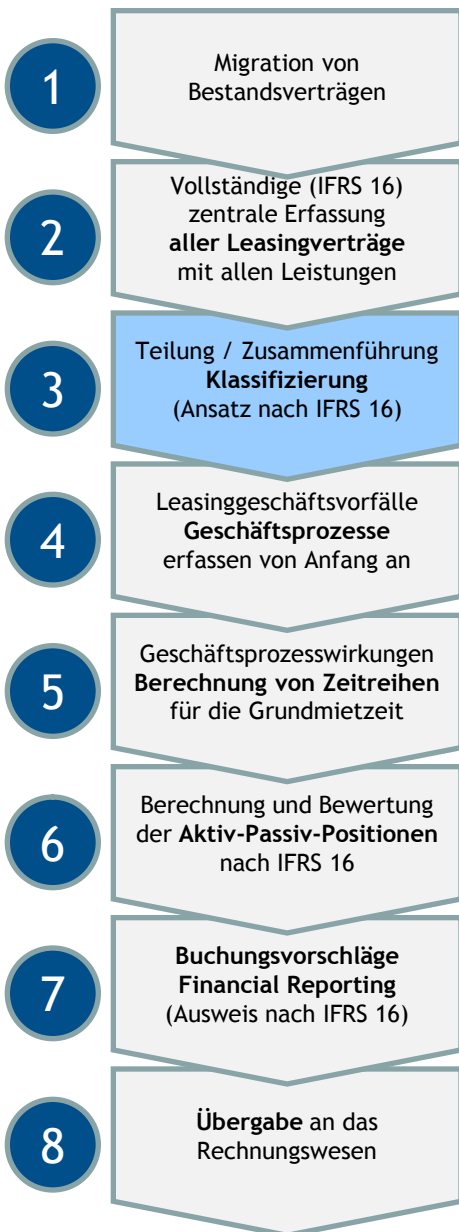 1
Migration von
Bestandsverträgen
2
Vollständige (IFRS 16)
zentrale Erfassung
aller Leasingverträge
mit allen Leistungen
3
Teilung / Zusammenführung
Klassifizierung
(Ansatz nach IFRS 16)
4
Leasinggeschäftsvorfälle
Geschäftsprozesse
erfassen von Anfang an
5
Geschäftsprozesswirkungen
Berechnung von Zeitreihen
für die Grundmietzeit
6
Berechnung und Bewertung
der Aktiv-Passiv-Positionen
nach IFRS 16
7
Buchungsvorschläge
Financial Reporting
(Ausweis nach IFRS 16)
8
Übergabe an das
Rechnungswesen